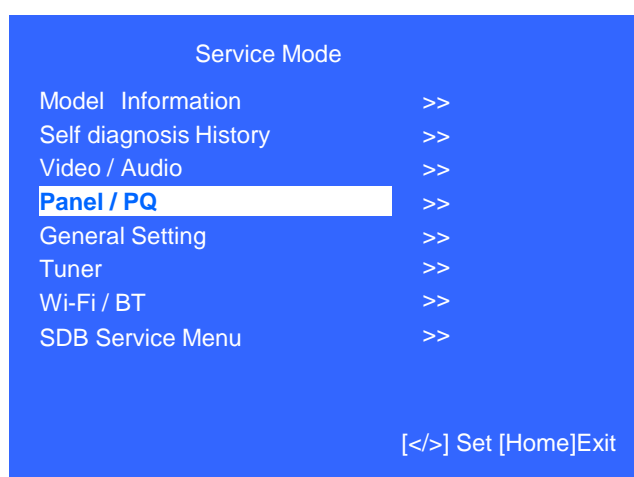 Service Mode
Model Information >>
Self diagnosis History >>
Video / Audio >>
Panel / PQ >>
General Setting >>
Tuner >>
Wi-Fi / BT >>
SDB Service Menu >>
[</>] Set [Home]Exit